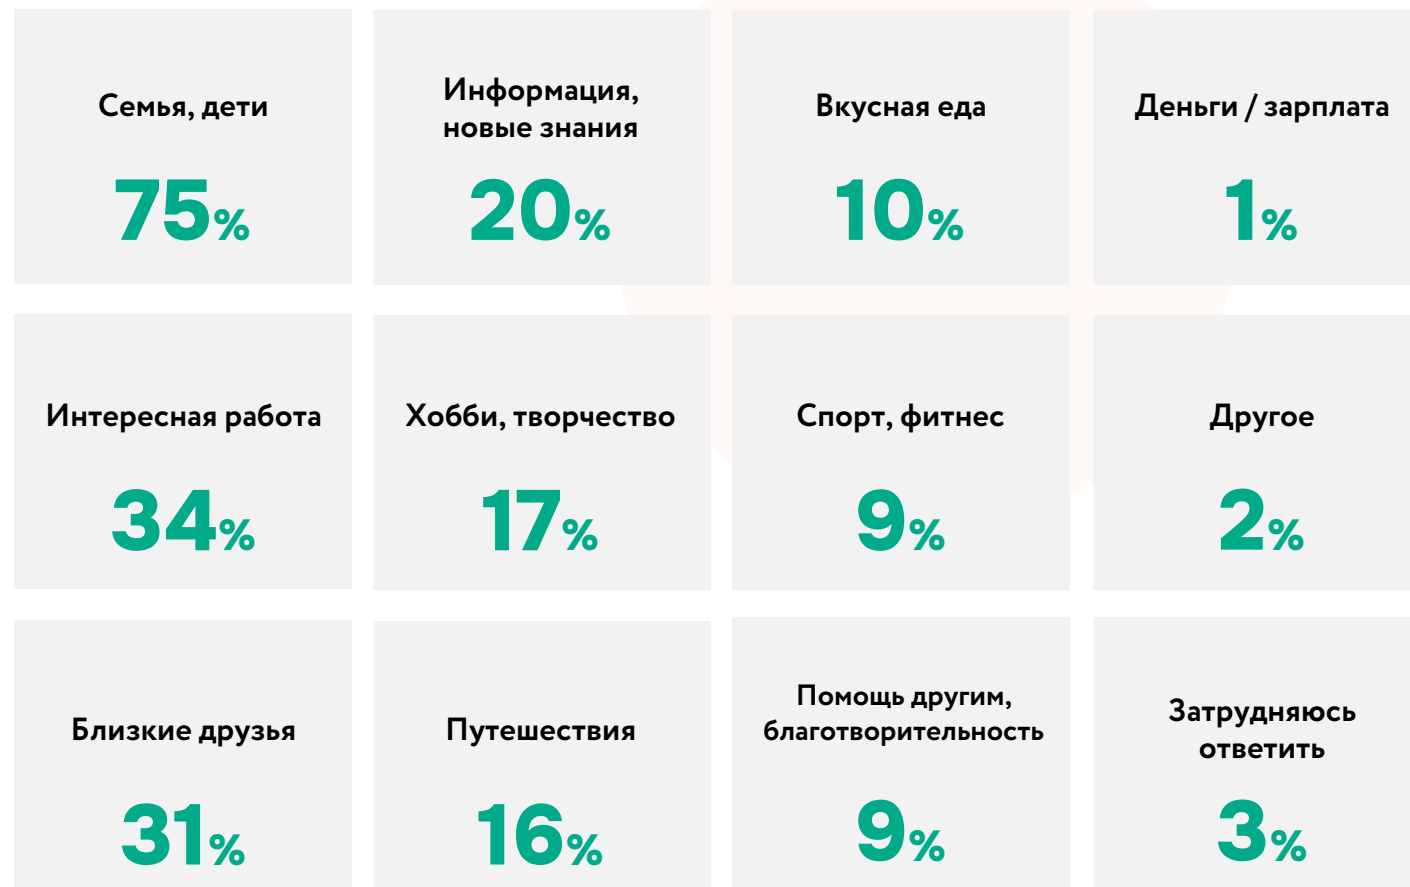 Семья, дети
75%
Информация,
новые знания
20%
Вкусная еда
10%
Деньги / зарплата
1%
Интересная работа
34%
Хобби, творчество
17%
Спорт, фитнес
9%
Другое
2%
Близкие друзья
31%
Путешествия
16%
Помощь другим,
благотворительность
9%
Затрудняюсь
ответить
3%